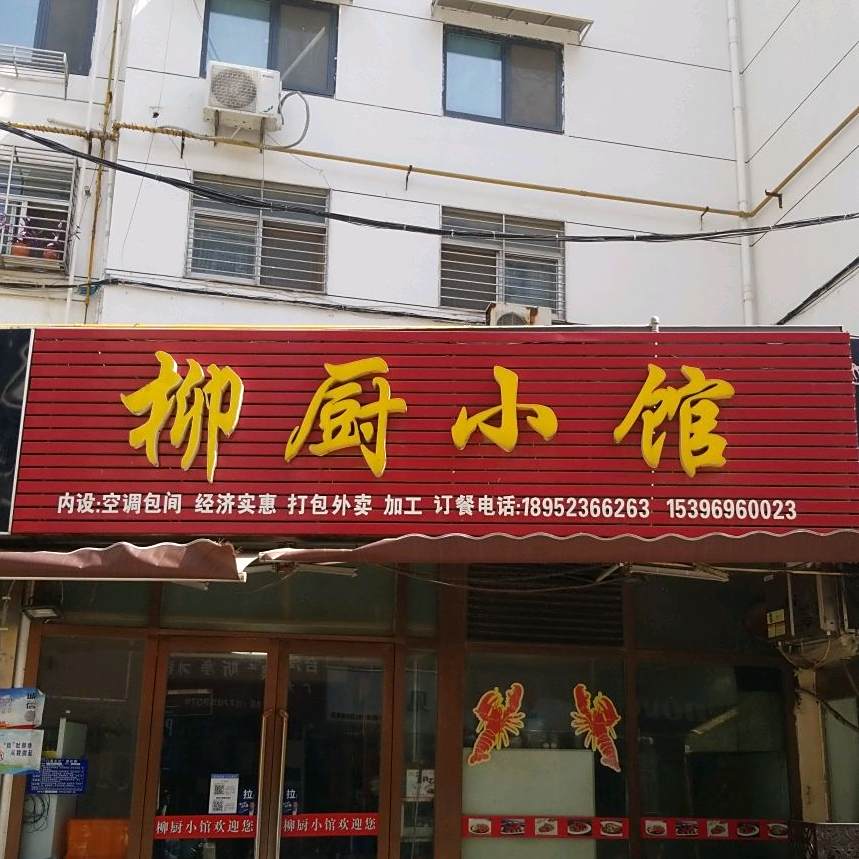 柳厨小馆
内设:空调包间 经济实惠 打包外卖 加工 订餐电话:18952366263 15396960023
拉
拉
柳厨小馆欢迎您
柳厨小馆欢迎您